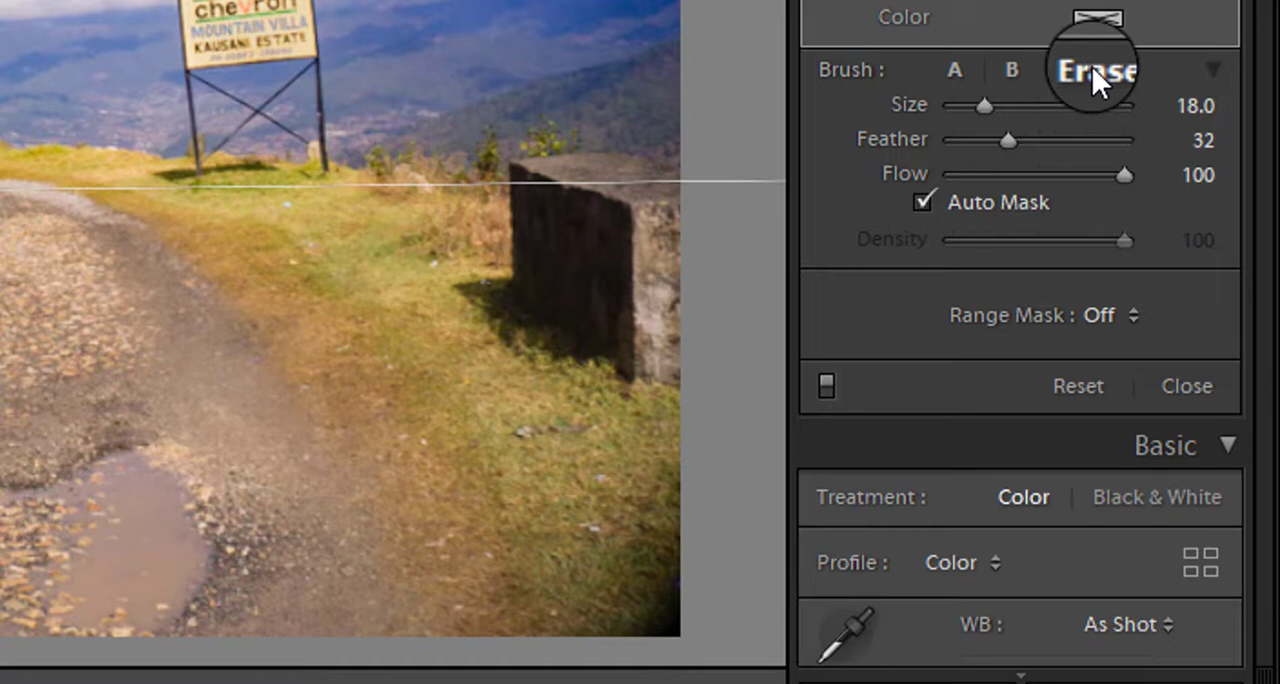 chevron
MOUNTAIN VILLA
KAUSANI ESTATE
Color
Brush : A B Erase
Size 18.0
Feather 32
Flow 100
Auto Mask
Density 100
Range Mask : Off
Reset Close
Basic
Treatment : Color Black & White
Profile : Color
WB : As Shot